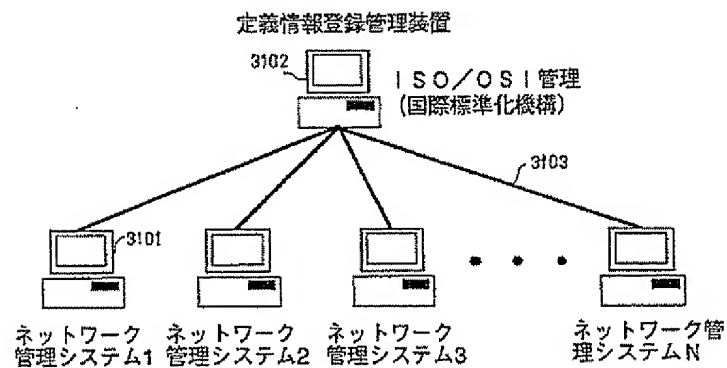 定義情報登録管理装置
3102
ISO/OSI管理
(国際標準化機構)
3103
3101
ネットワーク
管理システム1
ネットワーク
管理システム2
ネットワーク
管理システム3
ネットワーク管
理システムN